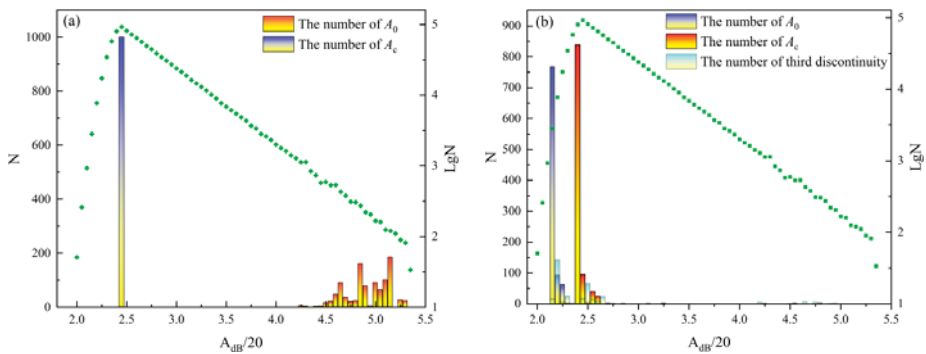 (a)
The number of A0
The number of Ac
N
1000
800
600
400
200
0
5
4
3
2
1
LgN
2.0 2.5 3.0 3.5 4.0 4.5 5.0 5.5
AdB/20
(b)
The number of A0
The number of Ac
The number of third discontinuity
N
900
800
700
600
500
400
300
200
100
0
5
4
3
2
1
LgN
2.0 2.5 3.0 3.5 4.0 4.5 5.0 5.5
AdB/20